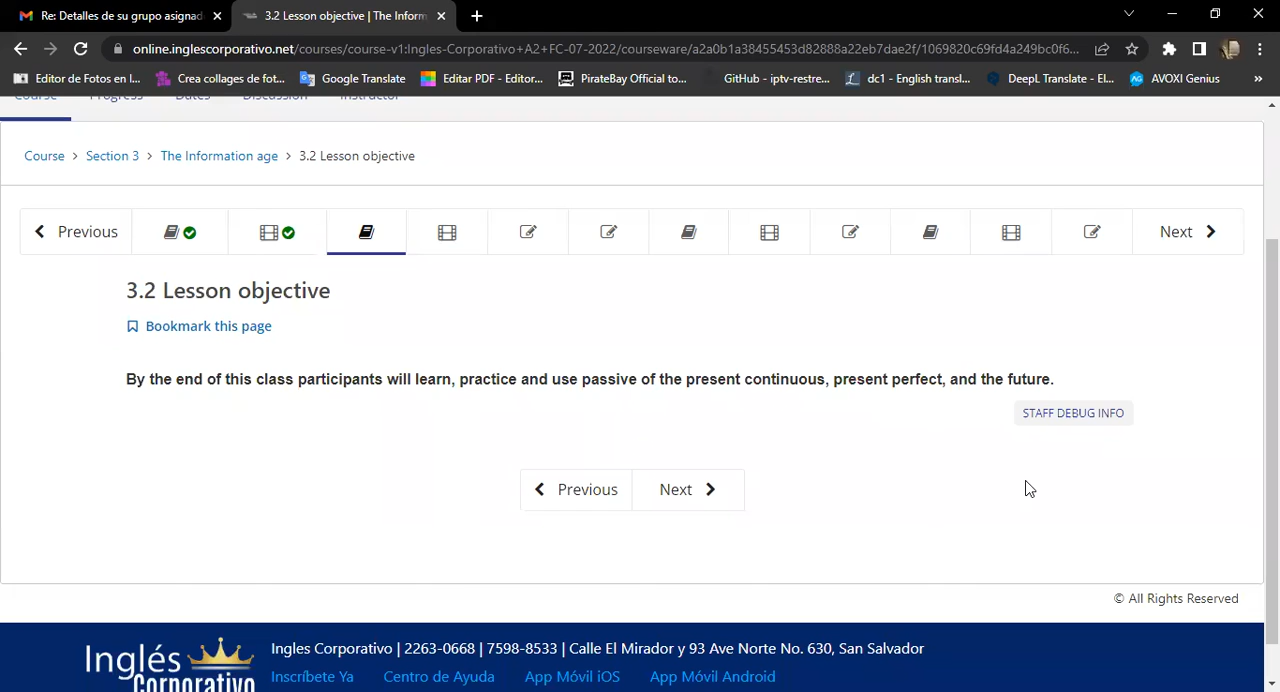 Re: Detalles de su grupo asignad
3.2 Lesson objective | The Inform
online.inglescorporativo.net/courses/course-v1:Ingles-Corporativo+A2+FC-07-2022/courseware/a2a0b1a38455453d82888a22eb7dae2f/1069820c69fd4a249bc0f6...
Editor de Fotos en l... Crea collages de fot... Google Translate Editar PDF - Editor... PirateBay Official to... GitHub - iptv-restre... dc1 - English transl... DeepL Translate - El... AVOXI Genius »
Course Progress Dates Discussion Instructor
Course > Section 3 > The Information age > 3.2 Lesson objective
Previous Next
3.2 Lesson objective
Bookmark this page
By the end of this class participants will learn, practice and use passive of the present continuous, present perfect, and the future.
STAFF DEBUG INFO
Previous Next
© All Rights Reserved
Inglés Corporativo
Ingles Corporativo | 2263-0668 | 7598-8533 | Calle El Mirador y 93 Ave Norte No. 630, San Salvador
Inscríbete Ya Centro de Ayuda App Móvil iOS App Móvil Android